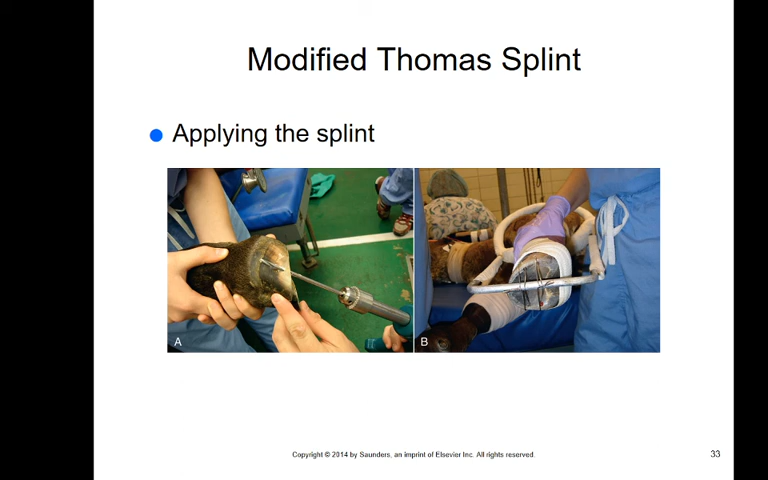 Modified Thomas Splint
Applying the splint
A
B
Copyright © 2014 by Saunders, an imprint of Elsevier Inc. All rights reserved.
33